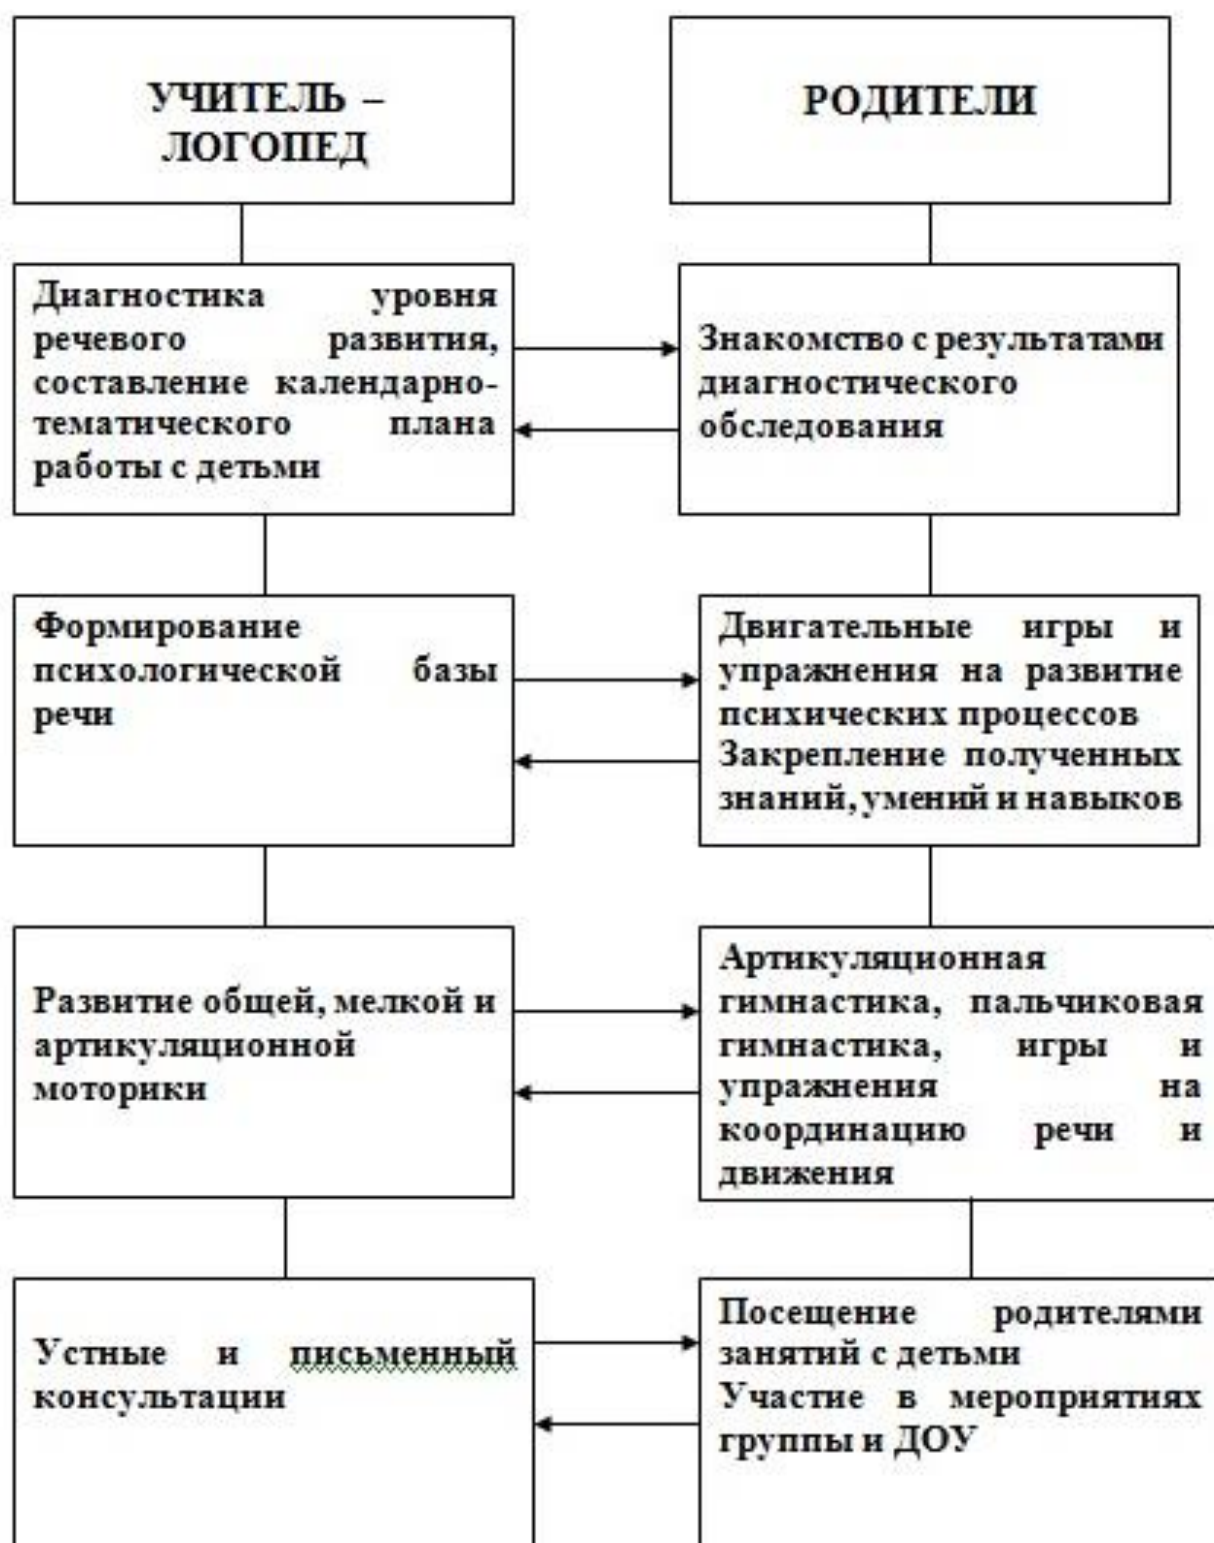 УЧИТЕЛЬ –
ЛОГОПЕД
РОДИТЕЛИ
Диагностика уровня
речевого развития,
составление календарно-
тематического плана
работы с детьми
Знакомство с результатами
диагностического
обследования
Формирование
психологической базы
речи
Двигательные игры и
упражнения на развитие
психических процессов
Закрепление полученных
знаний, умений и навыков
Развитие общей, мелкой и
артикуляционной
моторики
Артикуляционная
гимнастика, пальчиковая
гимнастика, игры и
упражнения на
координацию речи и
движения
Устные и письменный
консультации
Посещение родителями
занятий с детьми
Участие в мероприятиях
группы и ДОУ